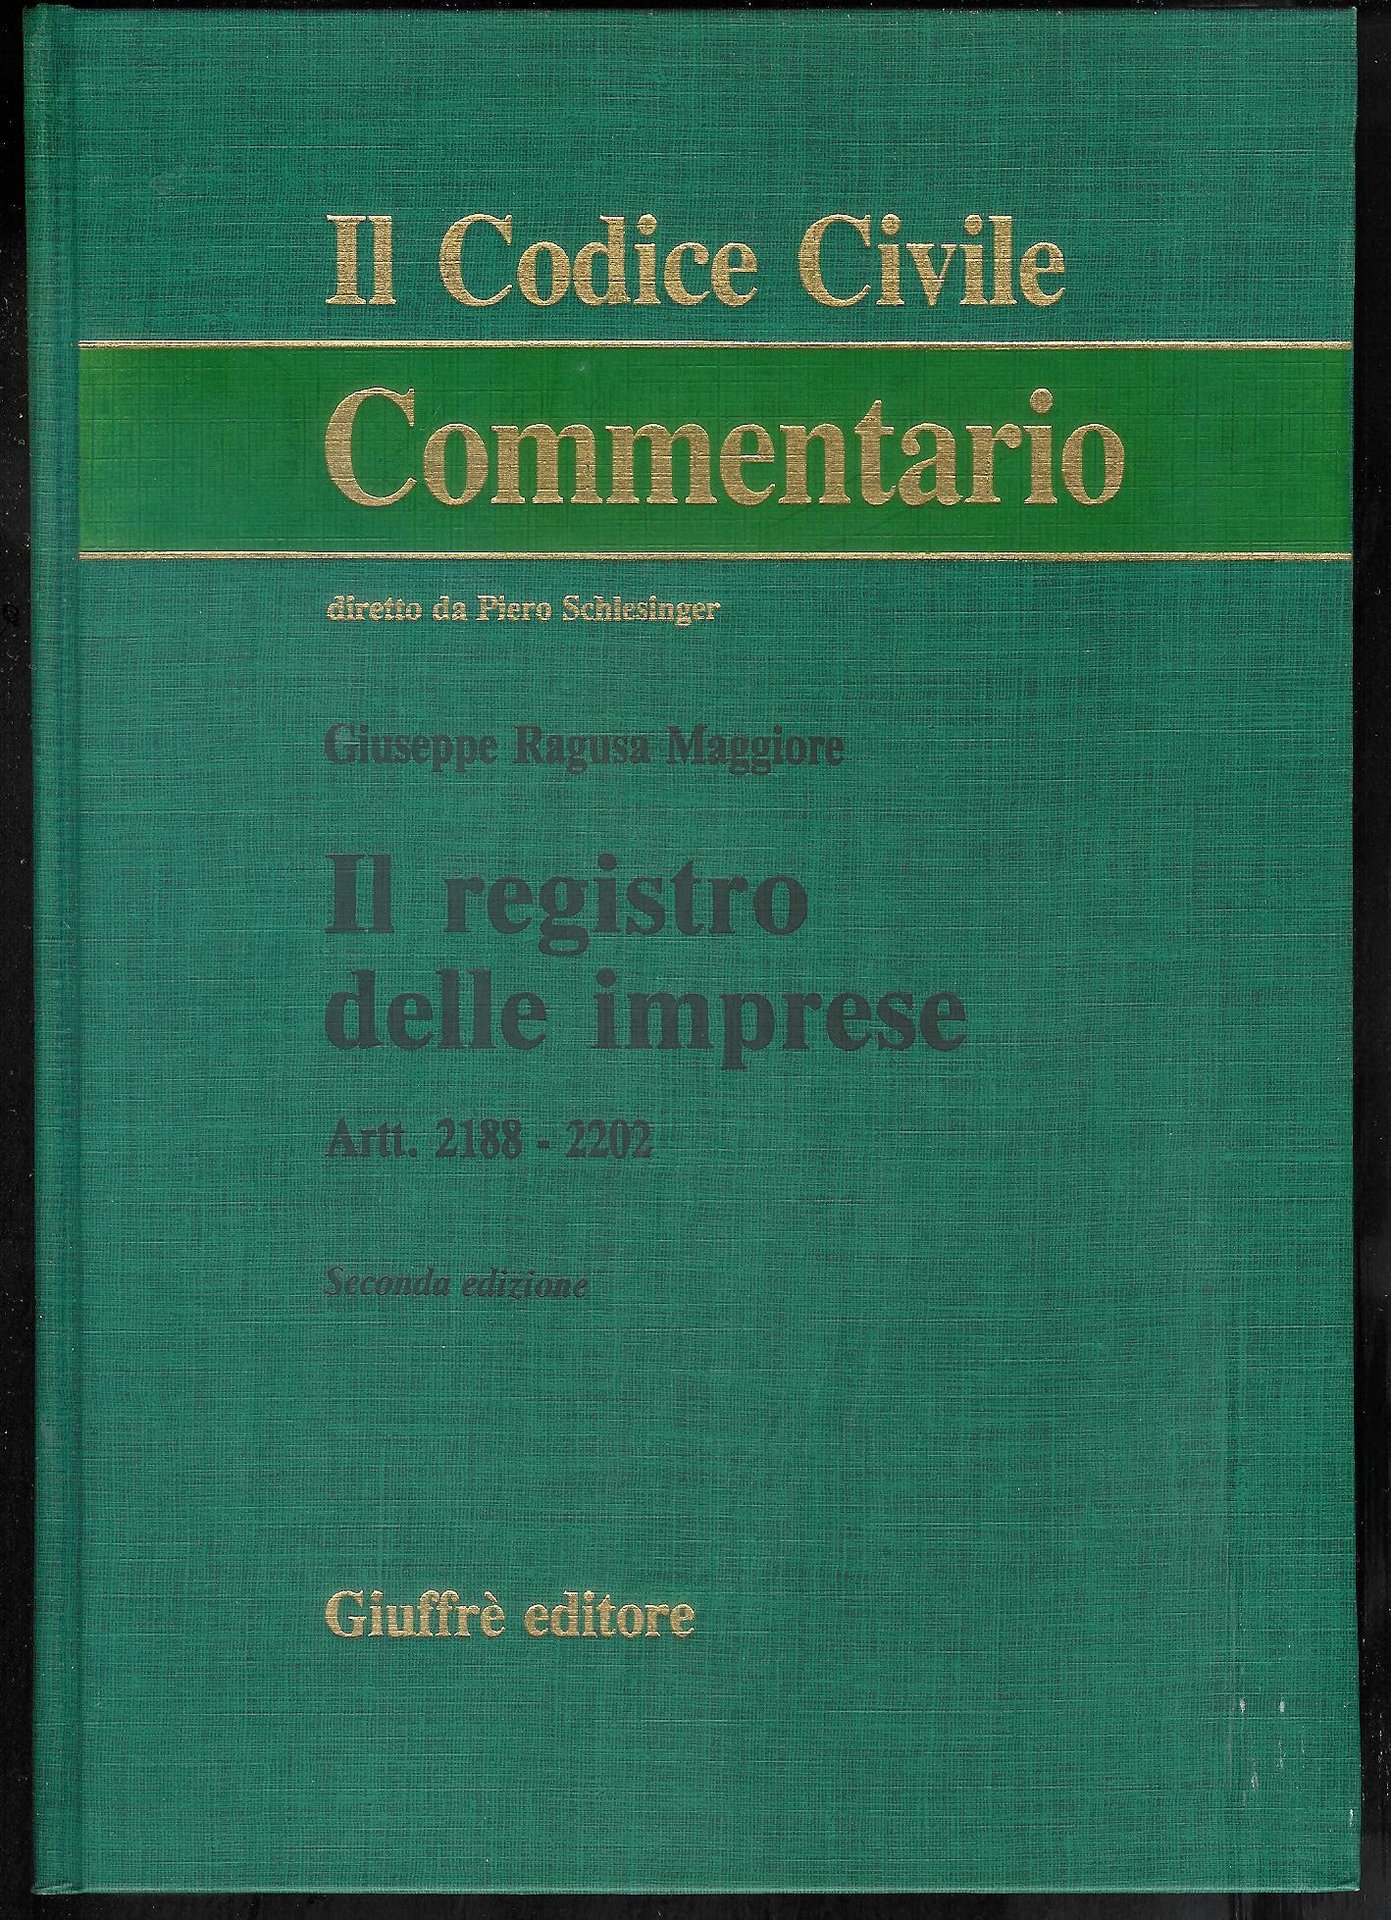 Il Codice Civile
Commentario
diretto da Piero Schlesinger
Giuseppe Ragusa Maggiore
Il registro
delle imprese
Artt. 2188 - 2202
Seconda edizione
Giuffrè editore